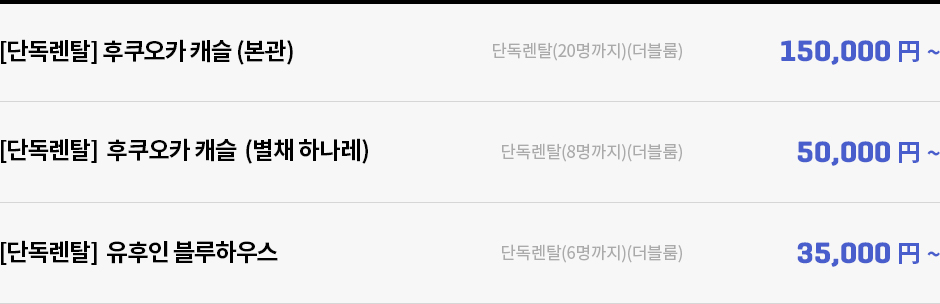 [단독렌탈] 후쿠오카 캐슬 (본관) 단독렌탈(20명까지)(더블룸) 150,000 円 ~
[단독렌탈] 후쿠오카 캐슬 (별채 하나레) 단독렌탈(8명까지)(더블룸) 50,000 円 ~
[단독렌탈] 유후인 블루하우스 단독렌탈(6명까지)(더블룸) 35,000 円 ~